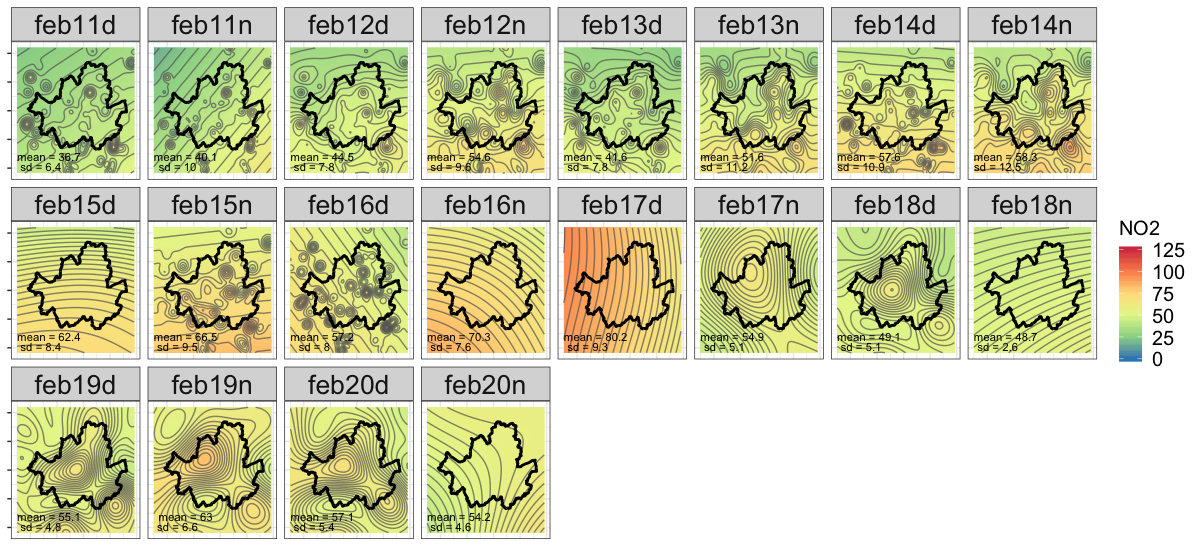 feb11d feb11n feb12d feb12n feb13d feb13n feb14d feb14n
mean = 36.7 mean = 40.1 mean = 44.5 mean = 54.6 mean = 41.6 mean = 51.6 mean = 57.6 mean = 58.3
sd = 6.4 sd = 10 sd = 7.8 sd = 9.6 sd = 7.8 sd = 11.2 sd = 10.9 sd = 12.5
feb15d feb15n feb16d feb16n feb17d feb17n feb18d feb18n
mean = 62.4 mean = 66.5 mean = 57.2 mean = 70.3 mean = 80.2 mean = 54.9 mean = 49.1 mean = 48.7
sd = 8.4 sd = 9.5 sd = 8 sd = 7.6 sd = 9.3 sd = 5.1 sd = 5.1 sd = 2.6
NO2
125
100
75
50
25
0
feb19d feb19n feb20d feb20n
mean = 55.1 mean = 63 mean = 57.1 mean = 54.2
sd = 4.8 sd = 6.6 sd = 5.4 sd = 4.6